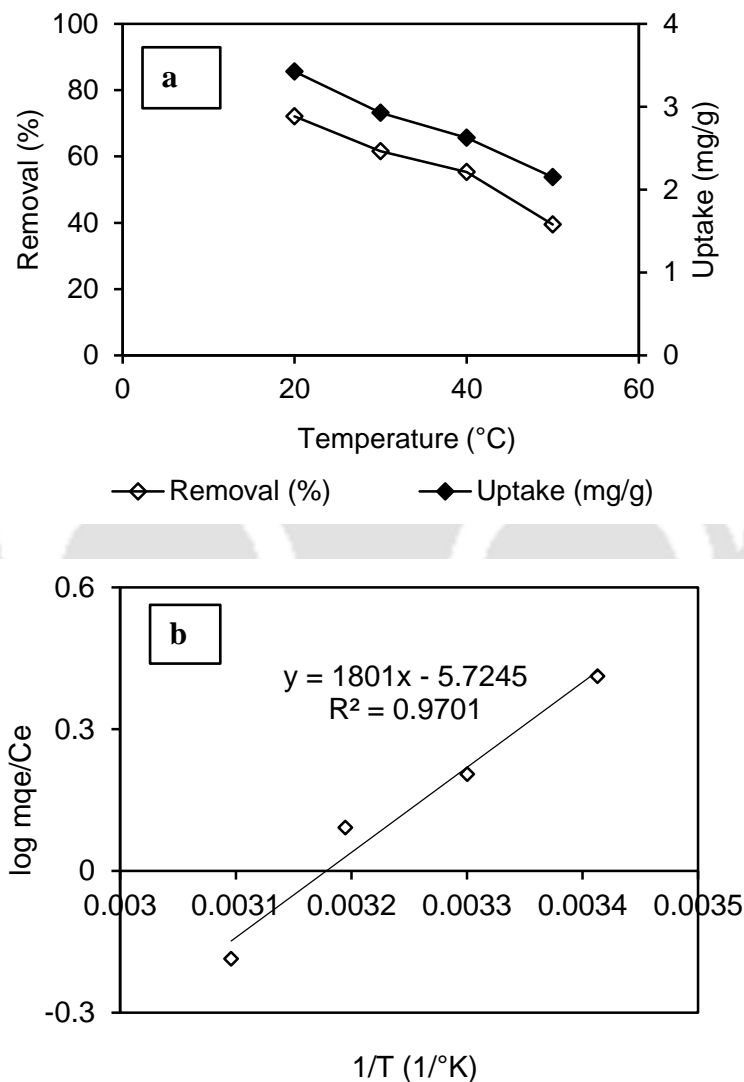 a
100
80
60
40
20
0
Removal (%)
4
3
2
1
0
Uptake (mg/g)
0 20 40 60
Temperature (°C)
Removal (%) Uptake (mg/g)
b
y = 1801x - 5.7245
R² = 0.9701
0.6
0.3
0
-0.3
log mqe/Ce
0.003 0.0031 0.0032 0.0033 0.0034 0.0035
1/T (1/°K)